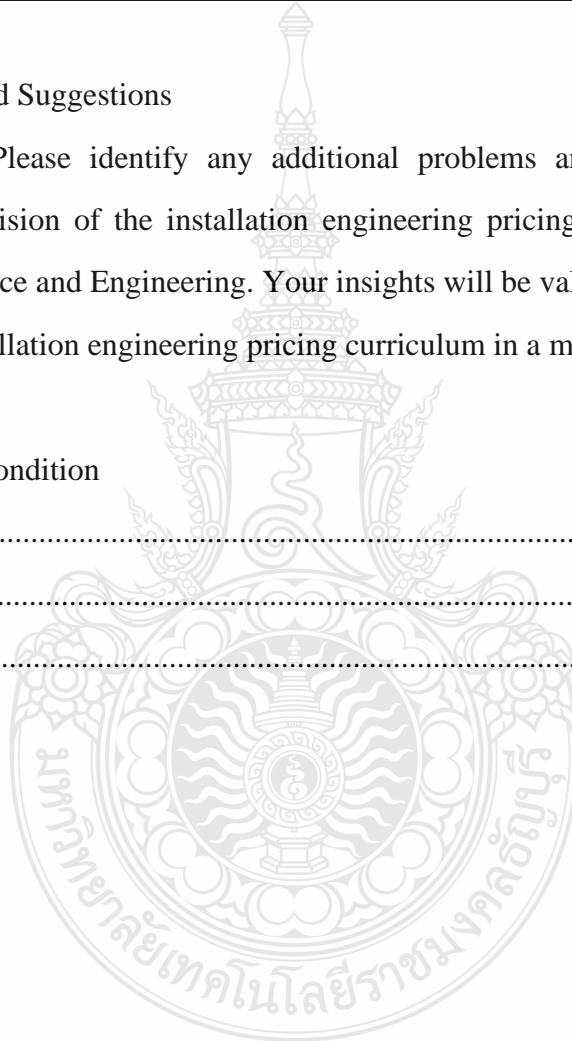 d Suggestions
Please identify any additional problems an
ision of the installation engineering pricing
ce and Engineering. Your insights will be val
llation engineering pricing curriculum in a m
ondition
...............................................................................
...............................................................................
...............................................................................
มหาวิทยาลัยเทคโนโลยีราชมงคลธัญบุรี